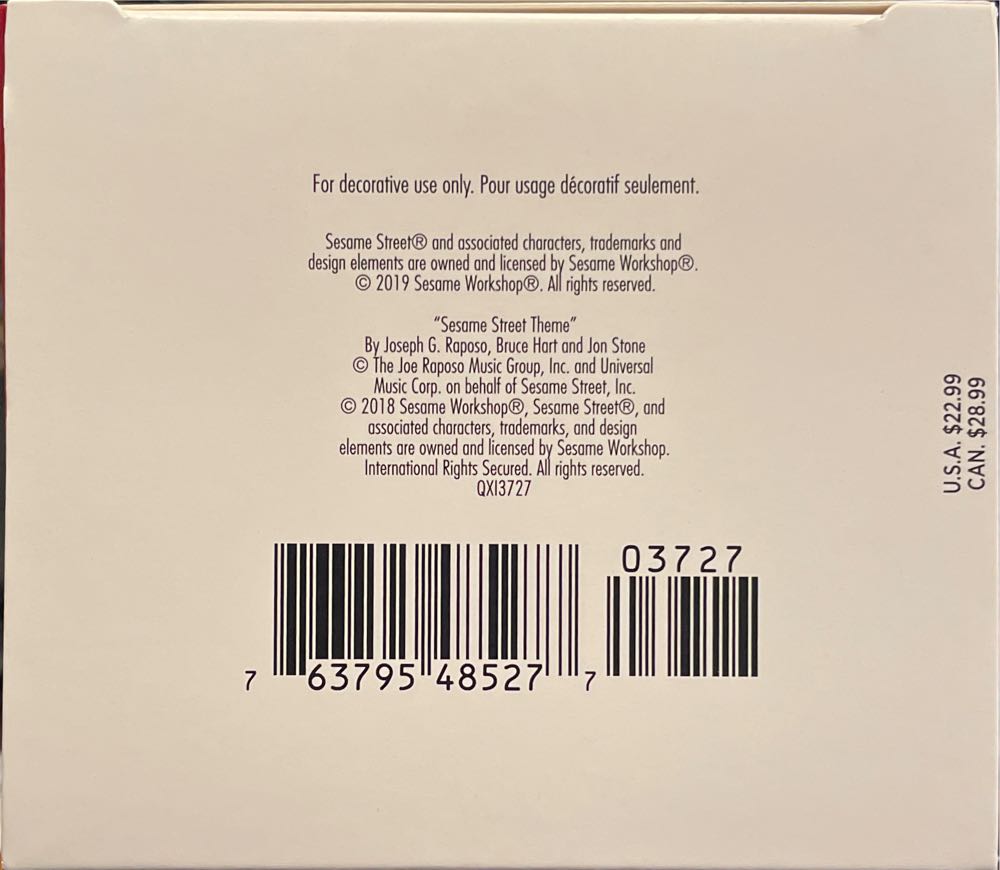 For decorative use only. Pour usage décoratif seulement.
Sesame Street® and associated characters, trademarks and
design elements are owned and licensed by Sesame Workshop®.
© 2019 Sesame Workshop®. All rights reserved.
“Sesame Street Theme”
By Joseph G. Raposo, Bruce Hart and Jon Stone
© The Joe Raposo Music Group, Inc. and Universal
Music Corp. on behalf of Sesame Street, Inc.
© 2018 Sesame Workshop®, Sesame Street®, and
associated characters, trademarks, and design
elements are owned and licensed by Sesame Workshop.
International Rights Secured. All rights reserved.
QXI3727
U.S.A. $22.99
CAN. $28.99
03727
7 63795 48527 7